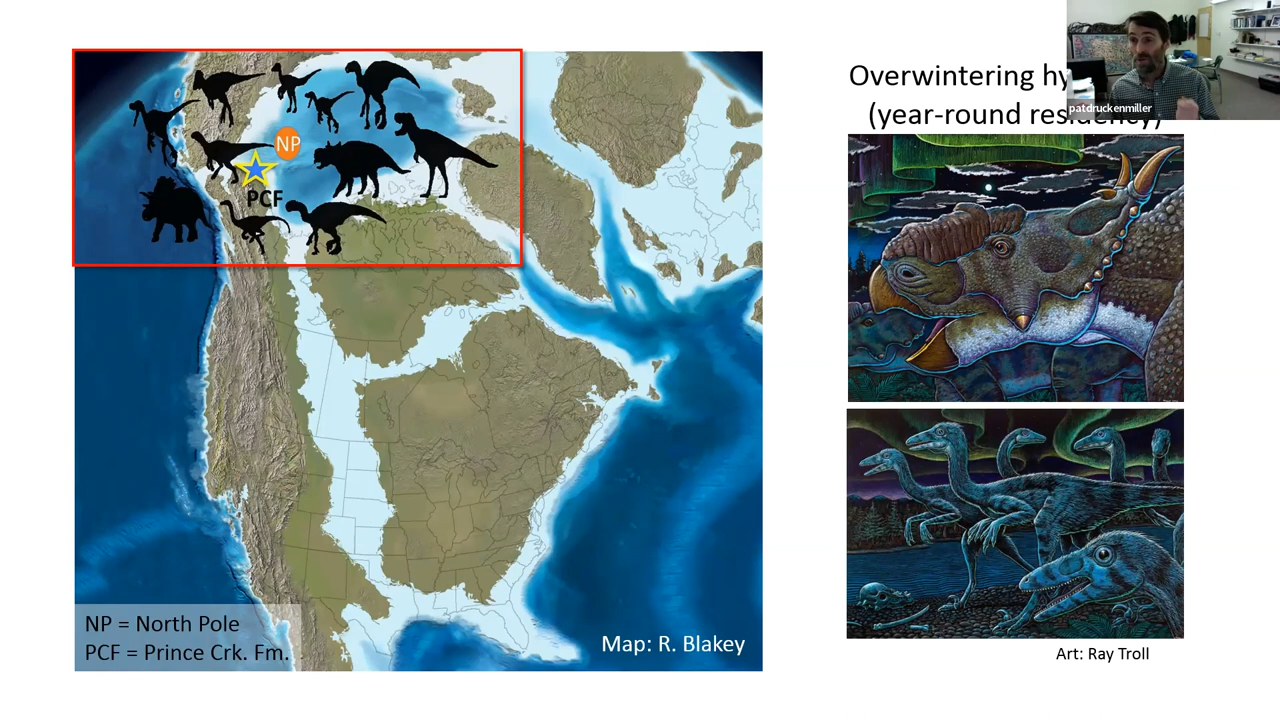 Overwintering hy
(year-round residency)
patdruckenmiller
NP
PCF
NP = North Pole
PCF = Prince Crk. Fm.
Map: R. Blakey
Art: Ray Troll